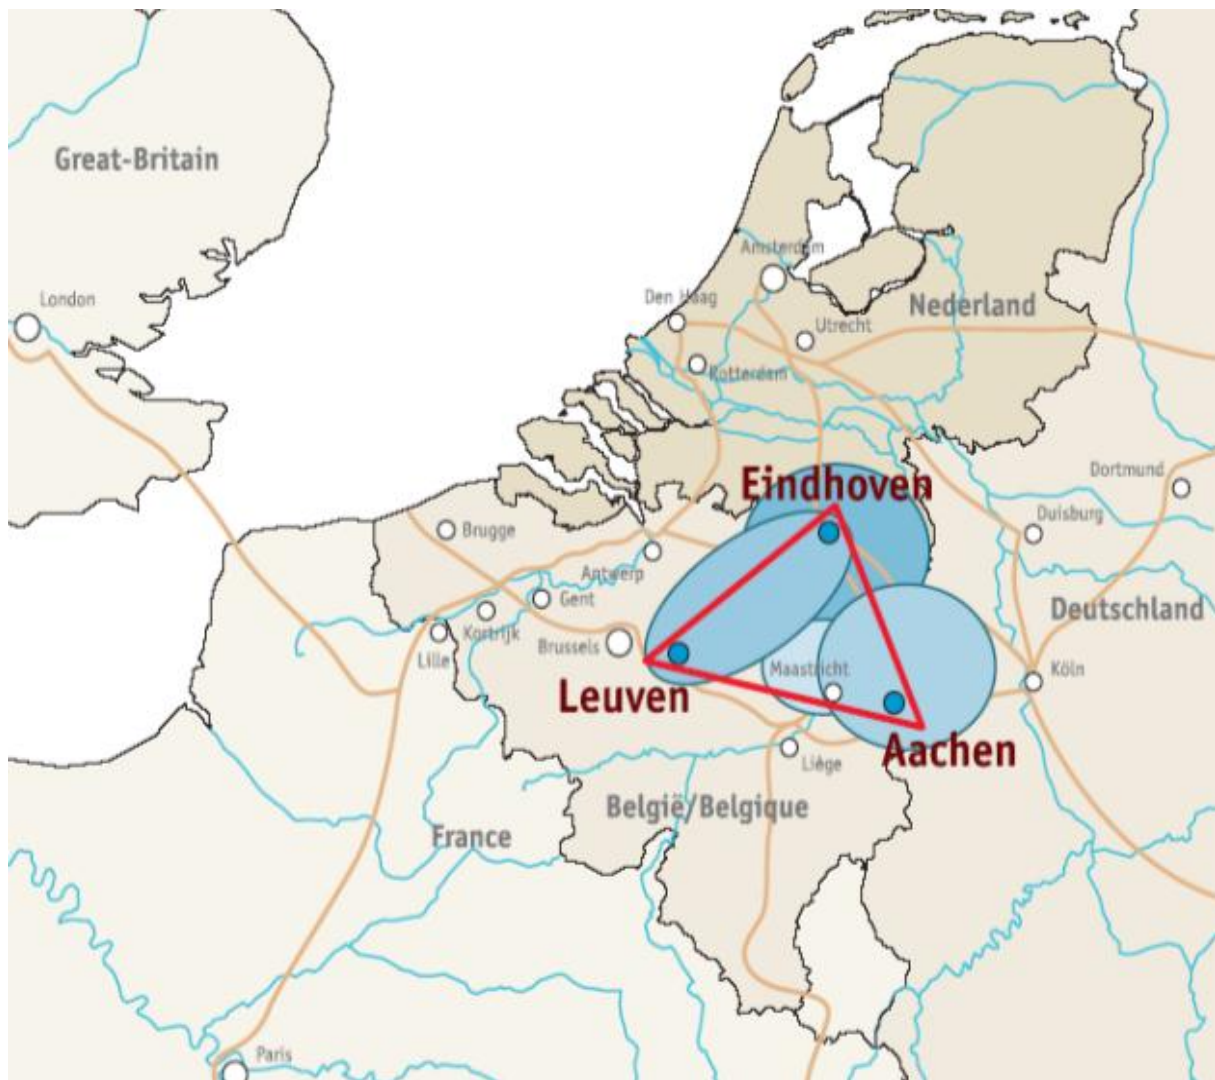 Great-Britain
Amsterdam
London
Den Haag
Nederland
Utrecht
Rotterdam
Dortmund
Eindhoven
Duisburg
Brugge
Antwerp
Gent
Deutschland
Kortrijk
Brussels
Lille
Maastricht
Köln
Leuven
Aachen
Liège
België/Belgique
France
Paris